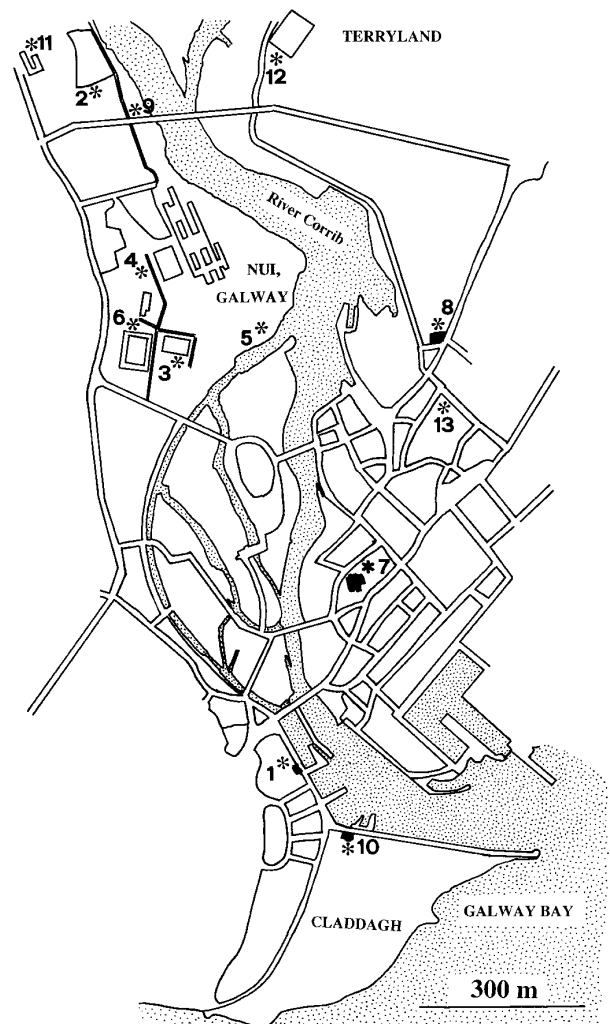 *11
TERRYLAND
*
12
2*
*9
River Corrib
4*
NUI,
GALWAY
8
*
6*
5*
3*
*
13
*7
1*
*10
CLADDAGH
GALWAY BAY
300 m